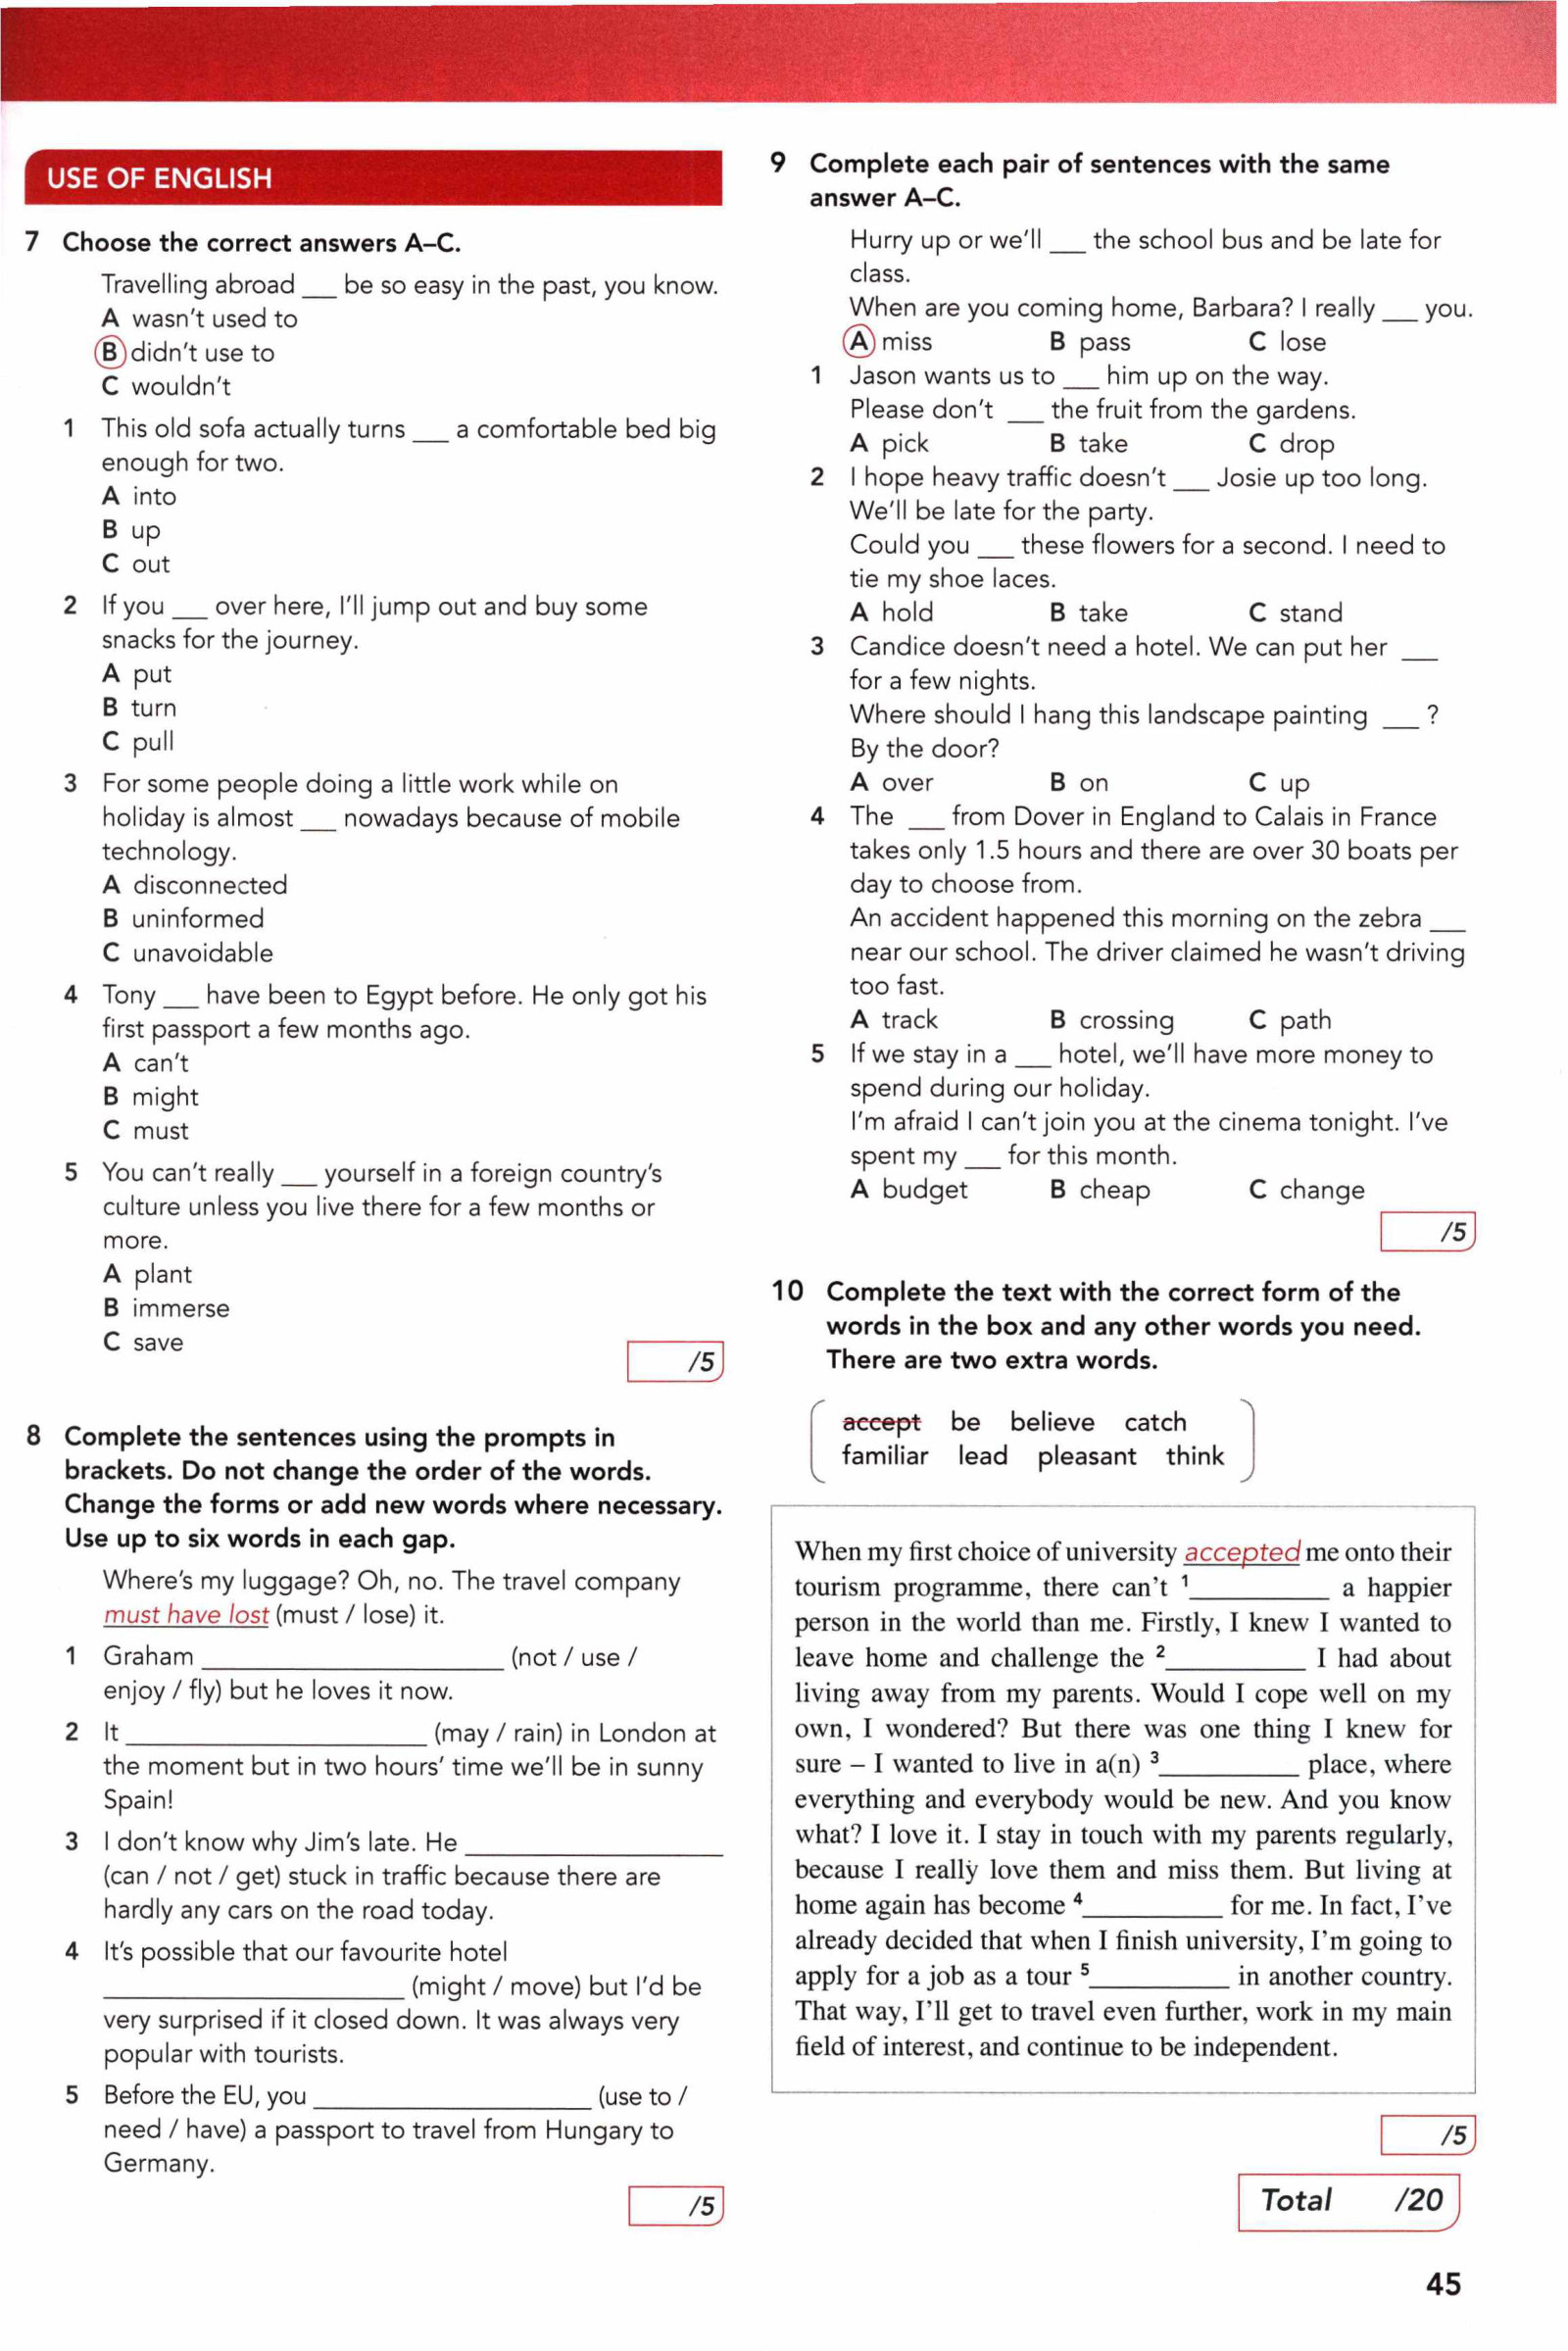 USE OF ENGLISH
7 Choose the correct answers A–C.
Travelling abroad ___ be so easy in the past, you know.
A wasn't used to
B didn't use to
C wouldn't
1 This old sofa actually turns ___ a comfortable bed big
enough for two.
A into
B up
C out
2 If you ___ over here, I'll jump out and buy some
snacks for the journey.
A put
B turn
C pull
3 For some people doing a little work while on
holiday is almost ___ nowadays because of mobile
technology.
A disconnected
B uninformed
C unavoidable
4 Tony ___ have been to Egypt before. He only got his
first passport a few months ago.
A can't
B might
C must
5 You can't really ___ yourself in a foreign country's
culture unless you live there for a few months or
more.
A plant
B immerse
C save
/5
8 Complete the sentences using the prompts in
brackets. Do not change the order of the words.
Change the forms or add new words where necessary.
Use up to six words in each gap.
Where's my luggage? Oh, no. The travel company
must have lost (must / lose) it.
1 Graham ___ (not / use /
enjoy / fly) but he loves it now.
2 It ___ (may / rain) in London at
the moment but in two hours' time we'll be in sunny
Spain!
3 I don't know why Jim's late. He ___
(can / not / get) stuck in traffic because there are
hardly any cars on the road today.
4 It's possible that our favourite hotel
___ (might / move) but I'd be
very surprised if it closed down. It was always very
popular with tourists.
5 Before the EU, you ___ (use to /
need / have) a passport to travel from Hungary to
Germany.
/5
9 Complete each pair of sentences with the same
answer A–C.
Hurry up or we'll ___ the school bus and be late for
class.
When are you coming home, Barbara? I really ___ you.
A miss B pass C lose
1 Jason wants us to ___ him up on the way.
Please don't ___ the fruit from the gardens.
A pick B take C drop
2 I hope heavy traffic doesn't ___ Josie up too long.
We'll be late for the party.
Could you ___ these flowers for a second. I need to
tie my shoe laces.
A hold B take C stand
3 Candice doesn't need a hotel. We can put her ___
for a few nights.
Where should I hang this landscape painting ___ ?
By the door?
A over B on C up
4 The ___ from Dover in England to Calais in France
takes only 1.5 hours and there are over 30 boats per
day to choose from.
An accident happened this morning on the zebra ___
near our school. The driver claimed he wasn't driving
too fast.
A track B crossing C path
5 If we stay in a ___ hotel, we'll have more money to
spend during our holiday.
I'm afraid I can't join you at the cinema tonight. I've
spent my ___ for this month.
A budget B cheap C change
/5
10 Complete the text with the correct form of the
words in the box and any other words you need.
There are two extra words.
accept be believe catch
familiar lead pleasant think
When my first choice of university accepted me onto their
tourism programme, there can't 1___ a happier
person in the world than me. Firstly, I knew I wanted to
leave home and challenge the 2___ I had about
living away from my parents. Would I cope well on my
own, I wondered? But there was one thing I knew for
sure – I wanted to live in a(n) 3___ place, where
everything and everybody would be new. And you know
what? I love it. I stay in touch with my parents regularly,
because I really love them and miss them. But living at
home again has become 4___ for me. In fact, I've
already decided that when I finish university, I'm going to
apply for a job as a tour 5___ in another country.
That way, I'll get to travel even further, work in my main
field of interest, and continue to be independent.
/5
Total /20
45